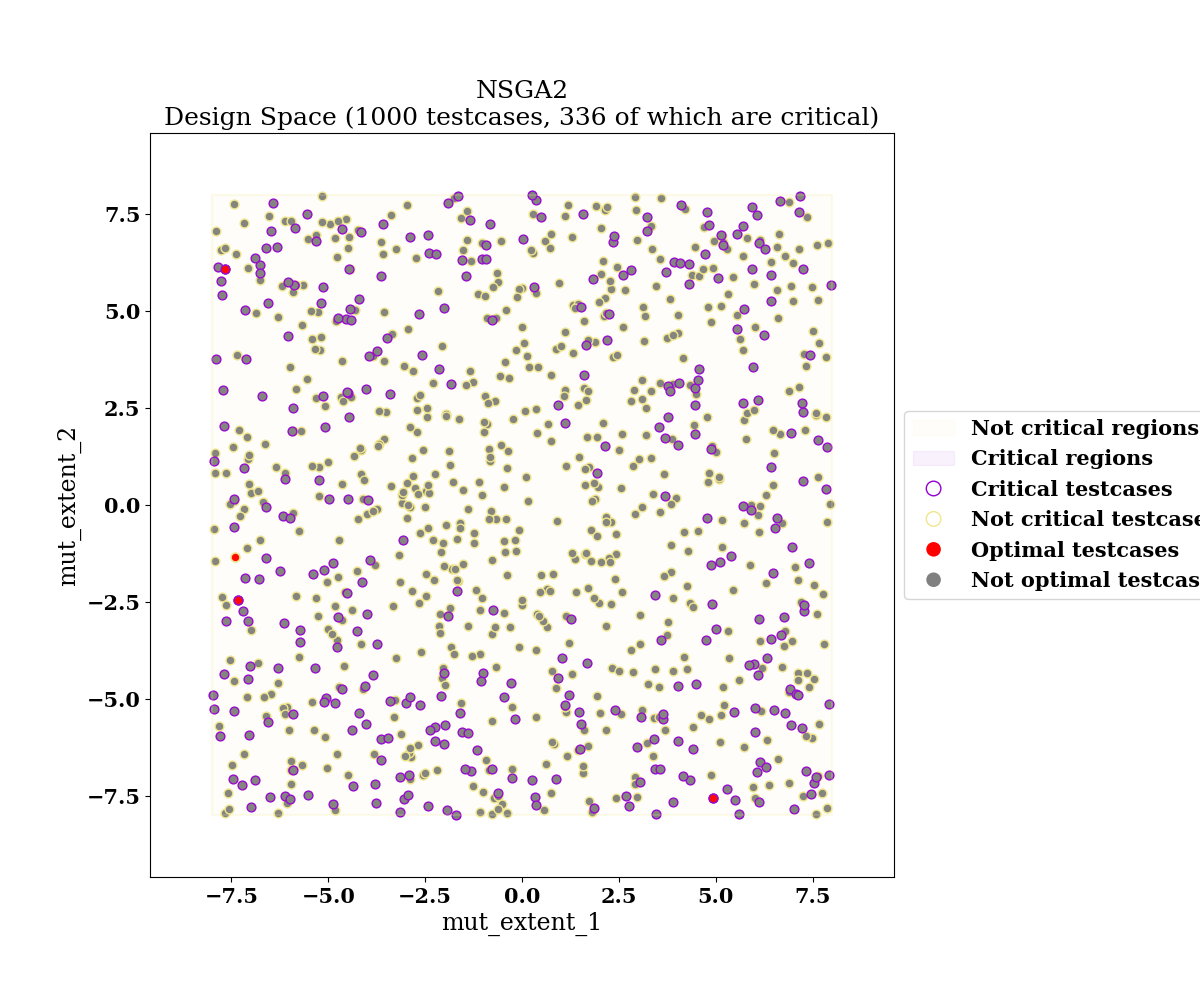 NSGA2
Design Space (1000 testcases, 336 of which are critical)
7.5
5.0
2.5
0.0
−2.5
−5.0
−7.5
mut_extent_2
−7.5 −5.0 −2.5 0.0 2.5 5.0 7.5
mut_extent_1
Not critical regions
Critical regions
Critical testcases
Not critical testcase
Optimal testcases
Not optimal testcas